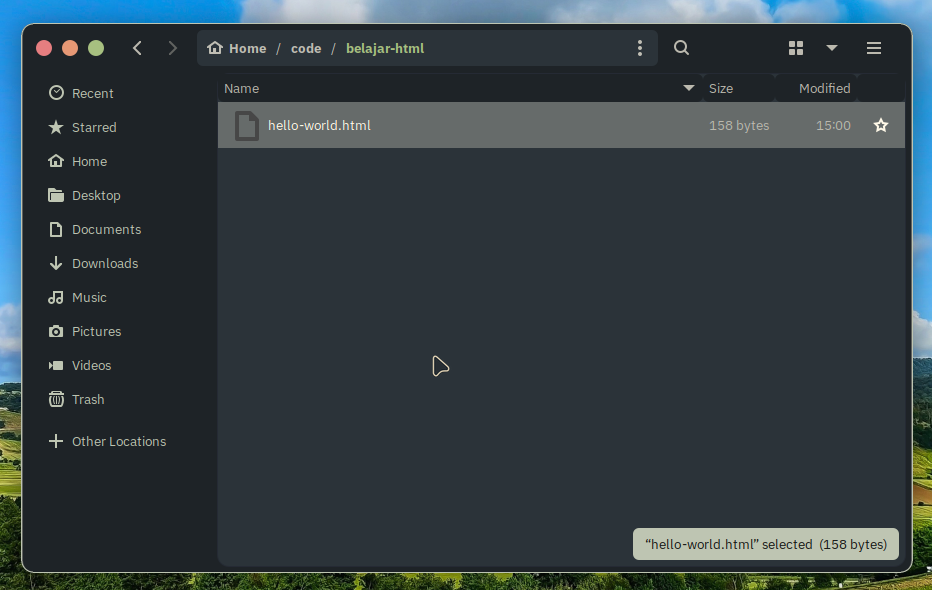 Home / code / belajar-html
Recent
Starred
Home
Desktop
Documents
Downloads
Music
Pictures
Videos
Trash
Other Locations
Name Size Modified
hello-world.html 158 bytes 15:00
“hello-world.html” selected (158 bytes)